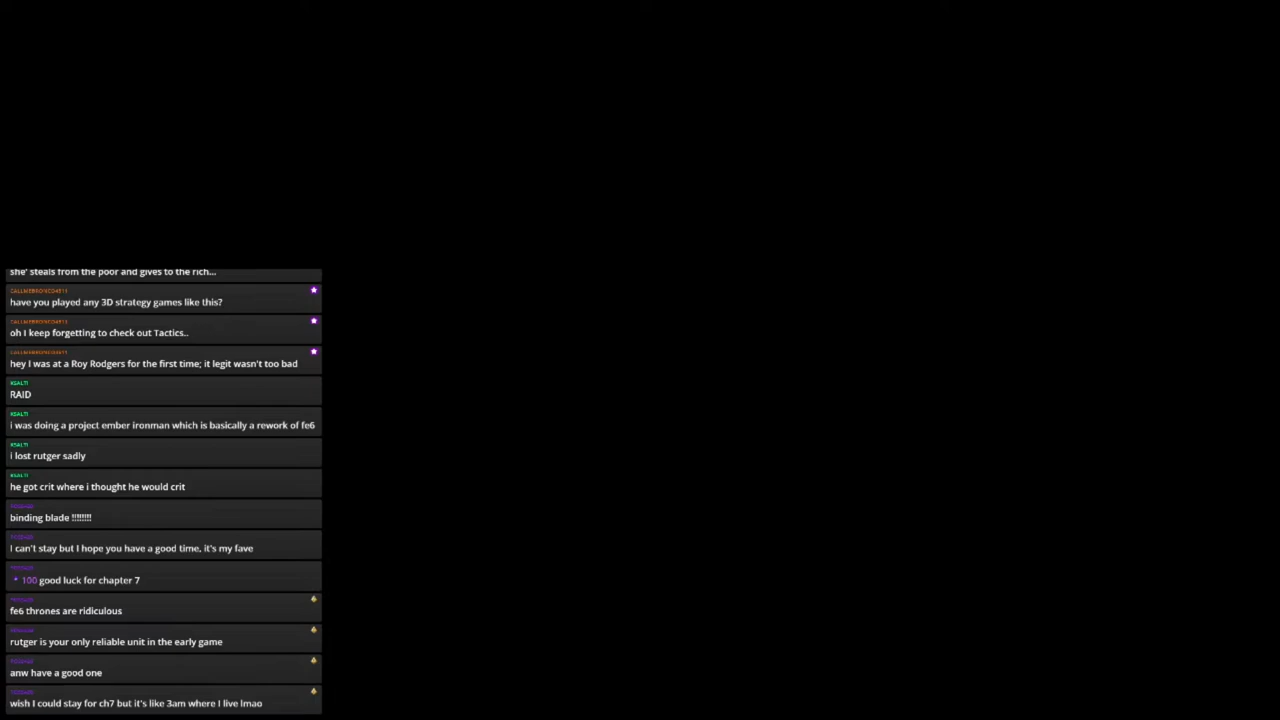 she' steals from the poor and gives to the rich...
have you played any 3D strategy games like this?
oh I keep forgetting to check out Tactics..
hey I was at a Roy Rodgers for the first time; it legit wasn't too bad
KSALTI
RAID
KSALTI
i was doing a project ember ironman which is basically a rework of fe6
KSALTI
i lost rutger sadly
KSALTI
he got crit where i thought he would crit
binding blade !!!!!!!!
I can't stay but I hope you have a good time, it's my fave
100 good luck for chapter 7
fe6 thrones are ridiculous
rutger is your only reliable unit in the early game
anw have a good one
wish I could stay for ch7 but it's like 3am where I live lmao